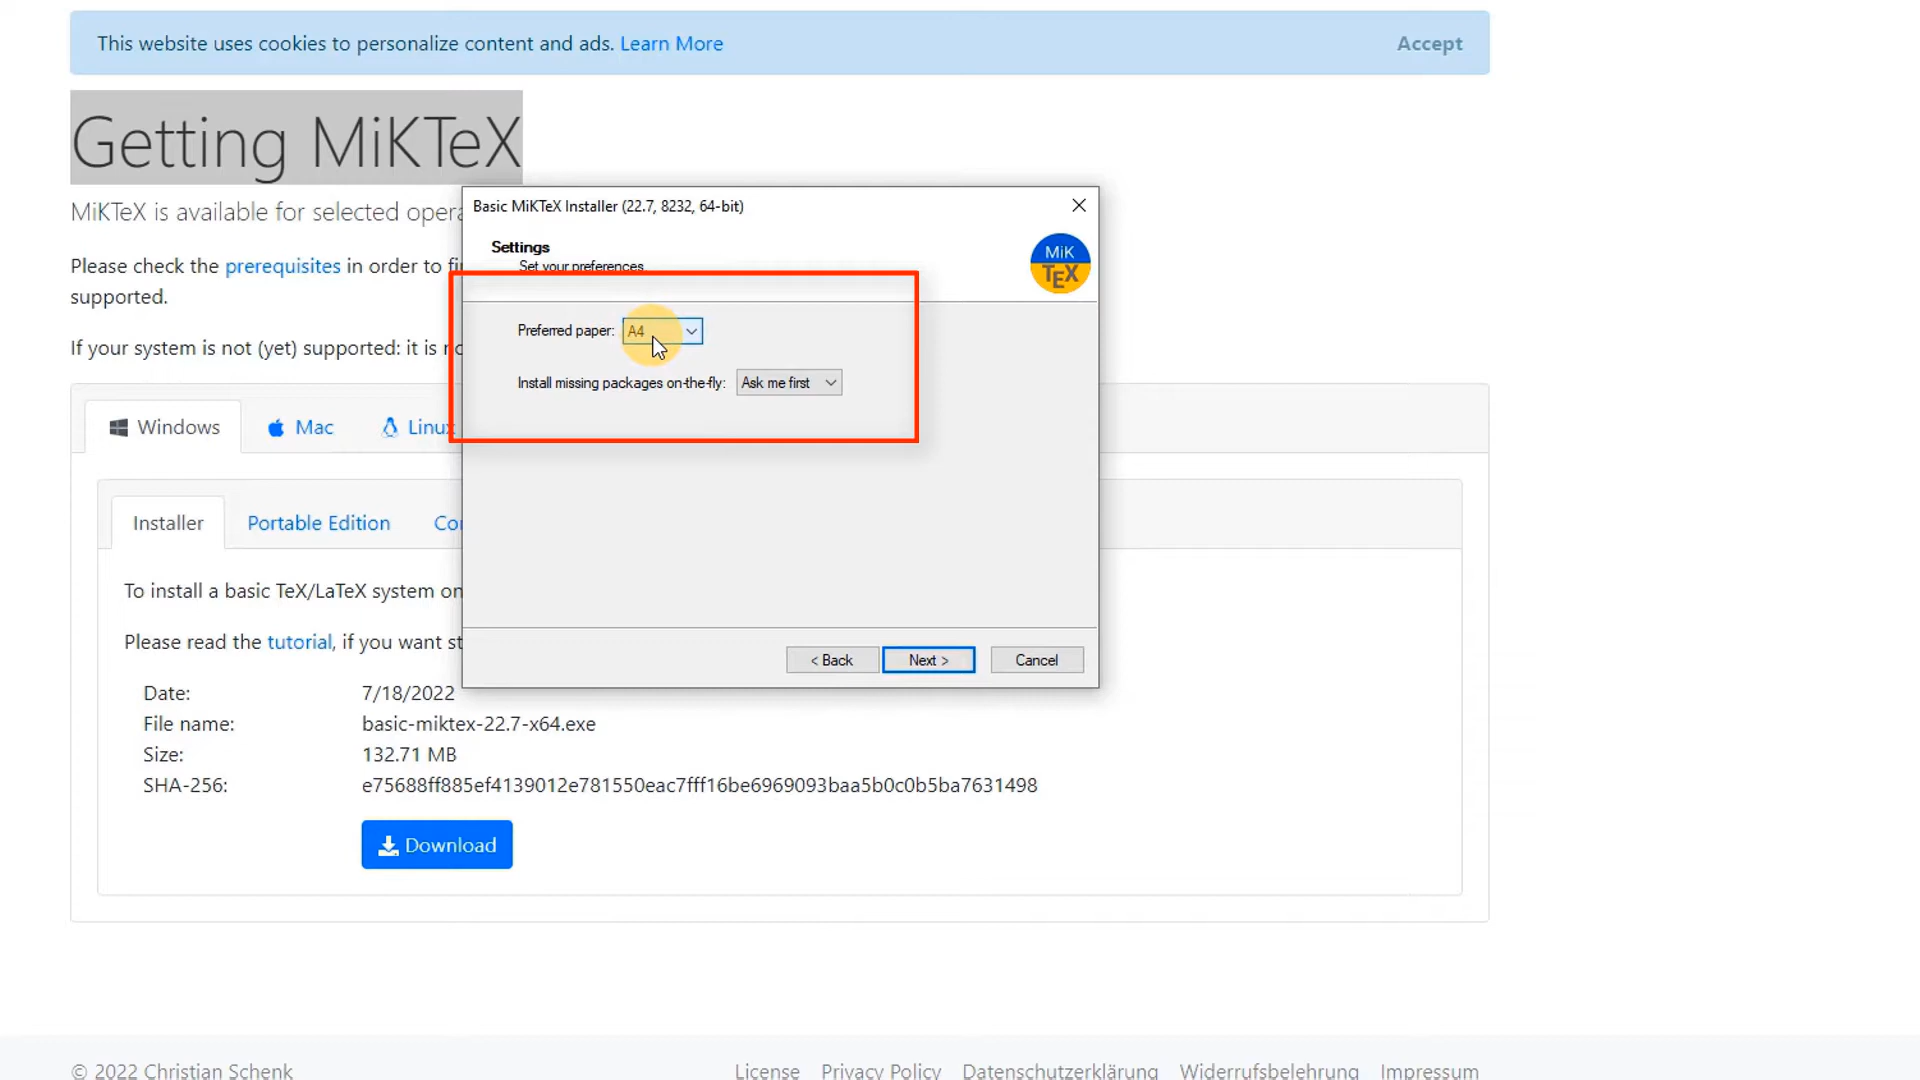 This website uses cookies to personalize content and ads. Learn More
Accept
Getting MiKTeX
MiKTeX is available for selected opera
Please check the prerequisites in order to fi
supported.
If your system is not (yet) supported: it is no
Windows
Mac
Linux
Installer
Portable Edition
To install a basic TeX/LaTeX system on
Please read the tutorial, if you want st
Date: 7/18/2022
File name: basic-miktex-22.7-x64.exe
Size: 132.71 MB
SHA-256: e75688ff885ef4139012e781550eac7fff16be6969093baa5b0c0b5ba7631498
Download
Basic MiKTeX Installer (22.7, 8232, 64-bit)
Settings
Set your preferences
MiK
TEX
Preferred paper: A4
Install missing packages on-the-fly: Ask me first
< Back
Next >
Cancel
© 2022 Christian Schenk
License Privacy Policy Datenschutzerklärung Widerrufsbelehrung Impressum